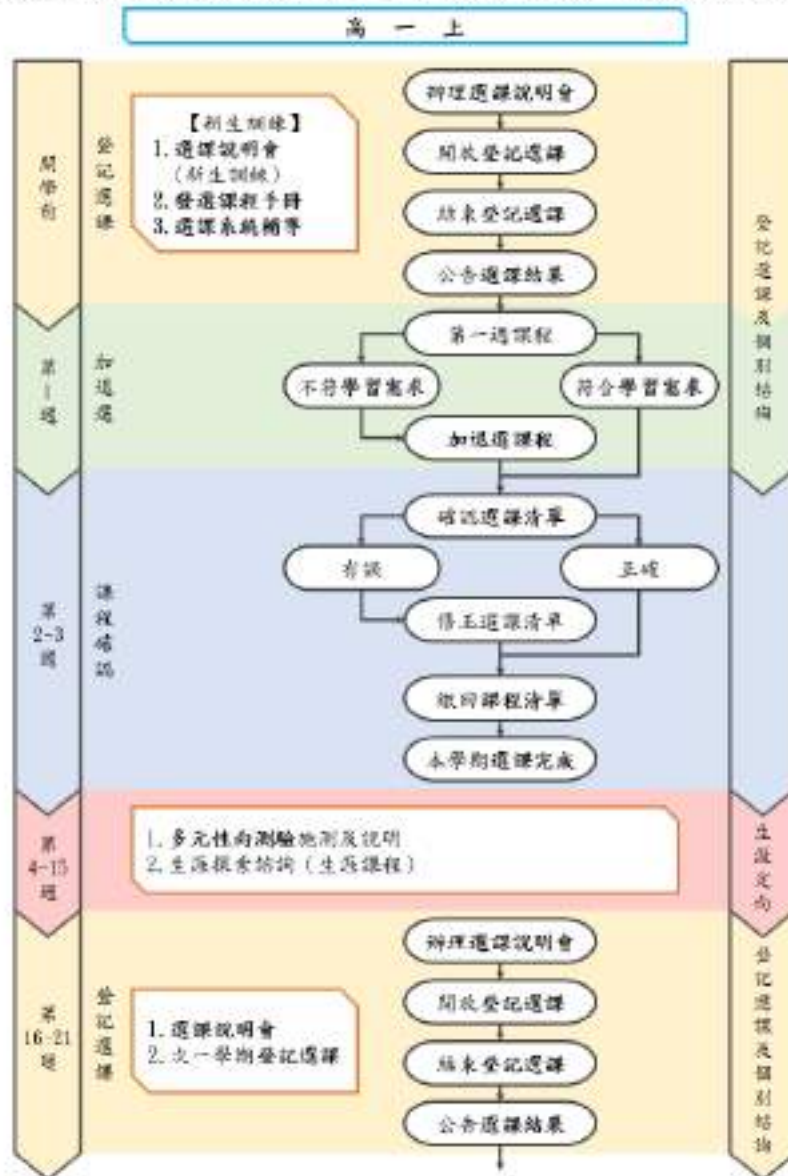 高一上
開學前
登記選課
【新生訓練】
1. 選課說明會
(新生訓練)
2. 發選課程手冊
3. 選課系統輔導
辦理選課說明會
開放登記選課
結束登記選課
公告選課結果
登記選課及個別諮詢
第1週
加退選
第一週課程
不符學習需求
符合學習需求
加退選課程
第2-3週
課程確認
確認選課清單
有誤
正確
修正選課清單
繳回課程清單
本學期選課完成
第4-15週
1. 多元性向測驗施測及說明
2. 生涯探索諮詢(生涯課程)
生涯定向
第16-21週
登記選課
1. 選課說明會
2. 次一學期登記選課
辦理選課說明會
開放登記選課
結束登記選課
公告選課結果
登記選課及個別諮詢